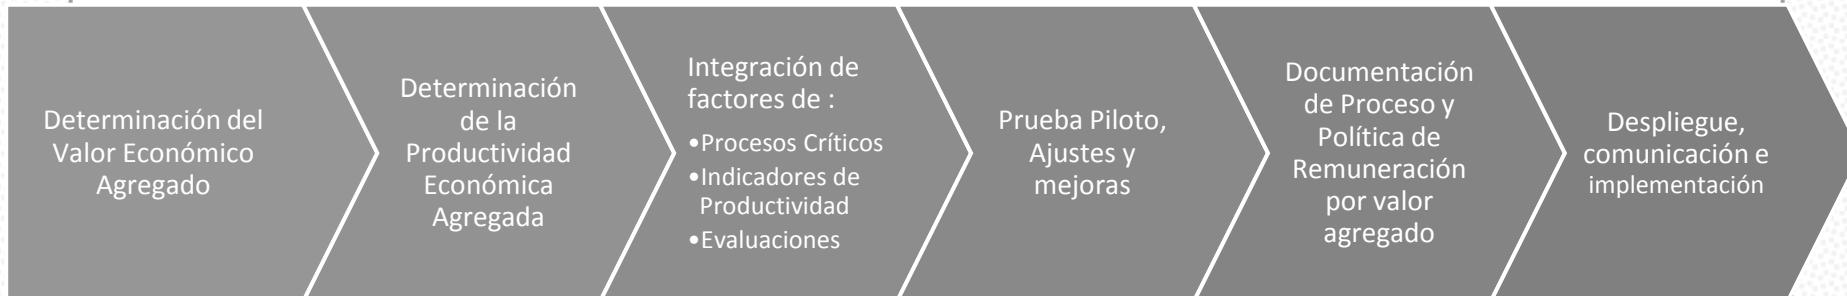 Determinación del
Valor Económico
Agregado
Determinación
de la
Productividad
Económica
Agregada
Integración de
factores de :
•Procesos Críticos
•Indicadores de
Productividad
•Evaluaciones
Prueba Piloto,
Ajustes y
mejoras
Documentación
de Proceso y
Política de
Remuneración
por valor
agregado
Despliegue,
comunicación e
implementación